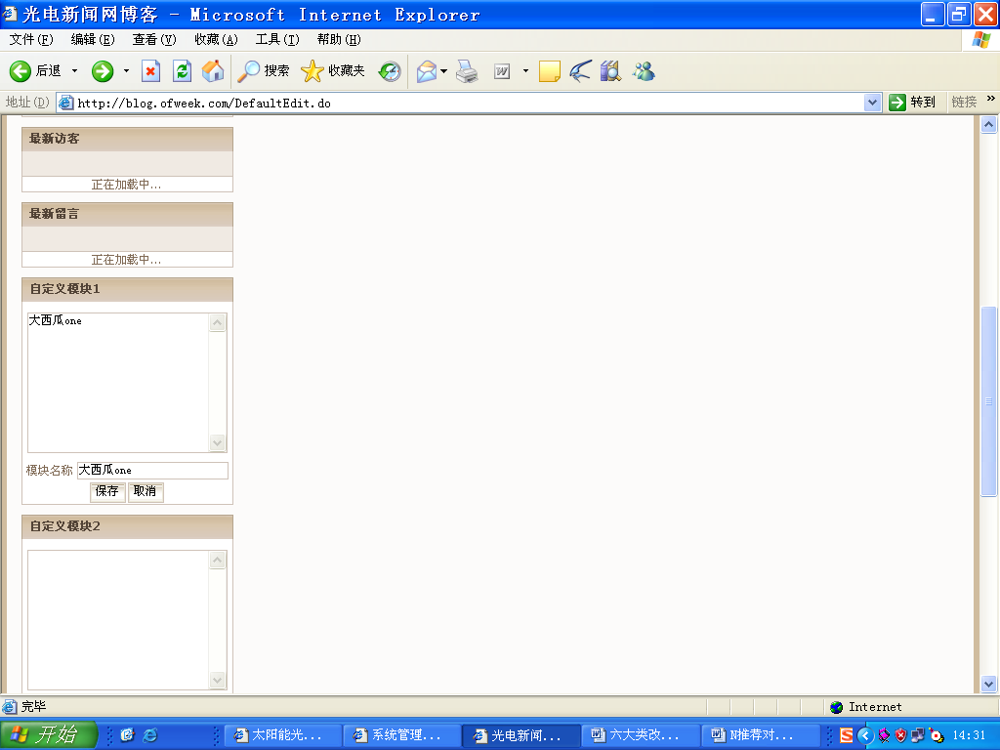 光电新闻网博客 - Microsoft Internet Explorer
文件(F) 编辑(E) 查看(V) 收藏(A) 工具(T) 帮助(H)
后退 搜索 收藏夹
地址(D) http://blog.ofweek.com/DefaultEdit.do 转到 链接 »
最新访客
正在加载中...
最新留言
正在加载中...
自定义模块1
大西瓜one
模块名称 大西瓜one
保存 取消
自定义模块2
完毕 Internet
开始 太阳能光... 系统管理... 光电新闻... 六大类改... N推荐对... 14:31